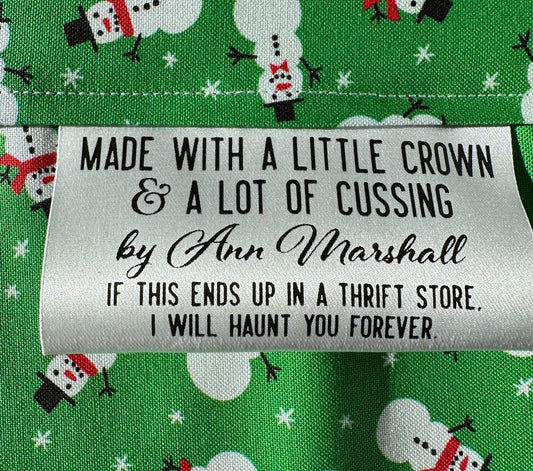 MADE WITH A LITTLE CROWN
& A LOT OF CUSSING
by Ann Marshall
IF THIS ENDS UP IN A THRIFT STORE,
I WILL HAUNT YOU FOREVER.